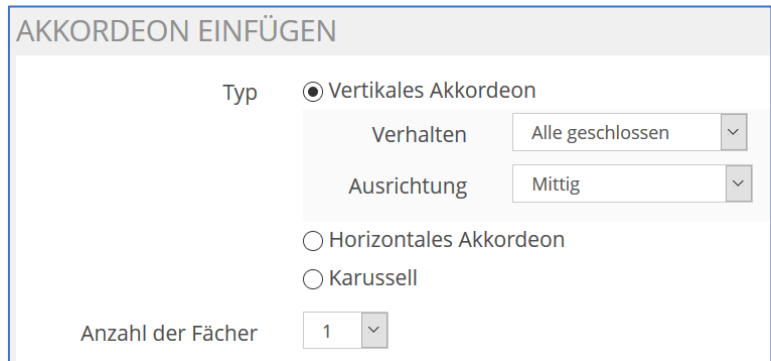 AKKORDEON EINFÜGEN
Typ Vertikales Akkordeon
Verhalten Alle geschlossen
Ausrichtung Mittig
Horizontales Akkordeon
Karussell
Anzahl der Fächer 1